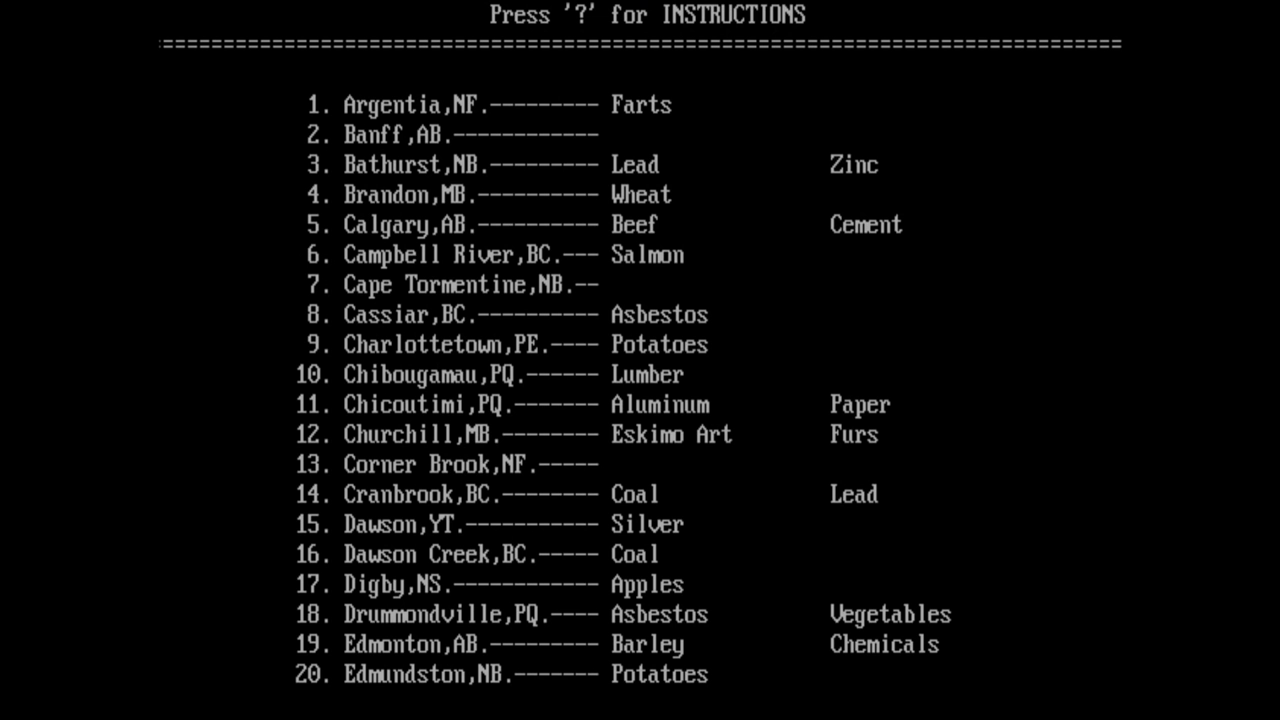 Press '?' for INSTRUCTIONS
================================================================================
1. Argentia,NF.--------- Farts
2. Banff,AB.------------
3. Bathurst,NB.--------- Lead Zinc
4. Brandon,MB.---------- Wheat
5. Calgary,AB.---------- Beef Cement
6. Campbell River,BC.--- Salmon
7. Cape Tormentine,NB.--
8. Cassiar,BC.---------- Asbestos
9. Charlottetown,PE.---- Potatoes
10. Chibougamau,PQ.------ Lumber
11. Chicoutimi,PQ.------- Aluminum Paper
12. Churchill,MB.-------- Eskimo Art Furs
13. Corner Brook,NF.-----
14. Cranbrook,BC.-------- Coal Lead
15. Dawson,YT.----------- Silver
16. Dawson Creek,BC.----- Coal
17. Digby,NS.------------ Apples
18. Drummondville,PQ.---- Asbestos Vegetables
19. Edmonton,AB.--------- Barley Chemicals
20. Edmundston,NB.------- Potatoes